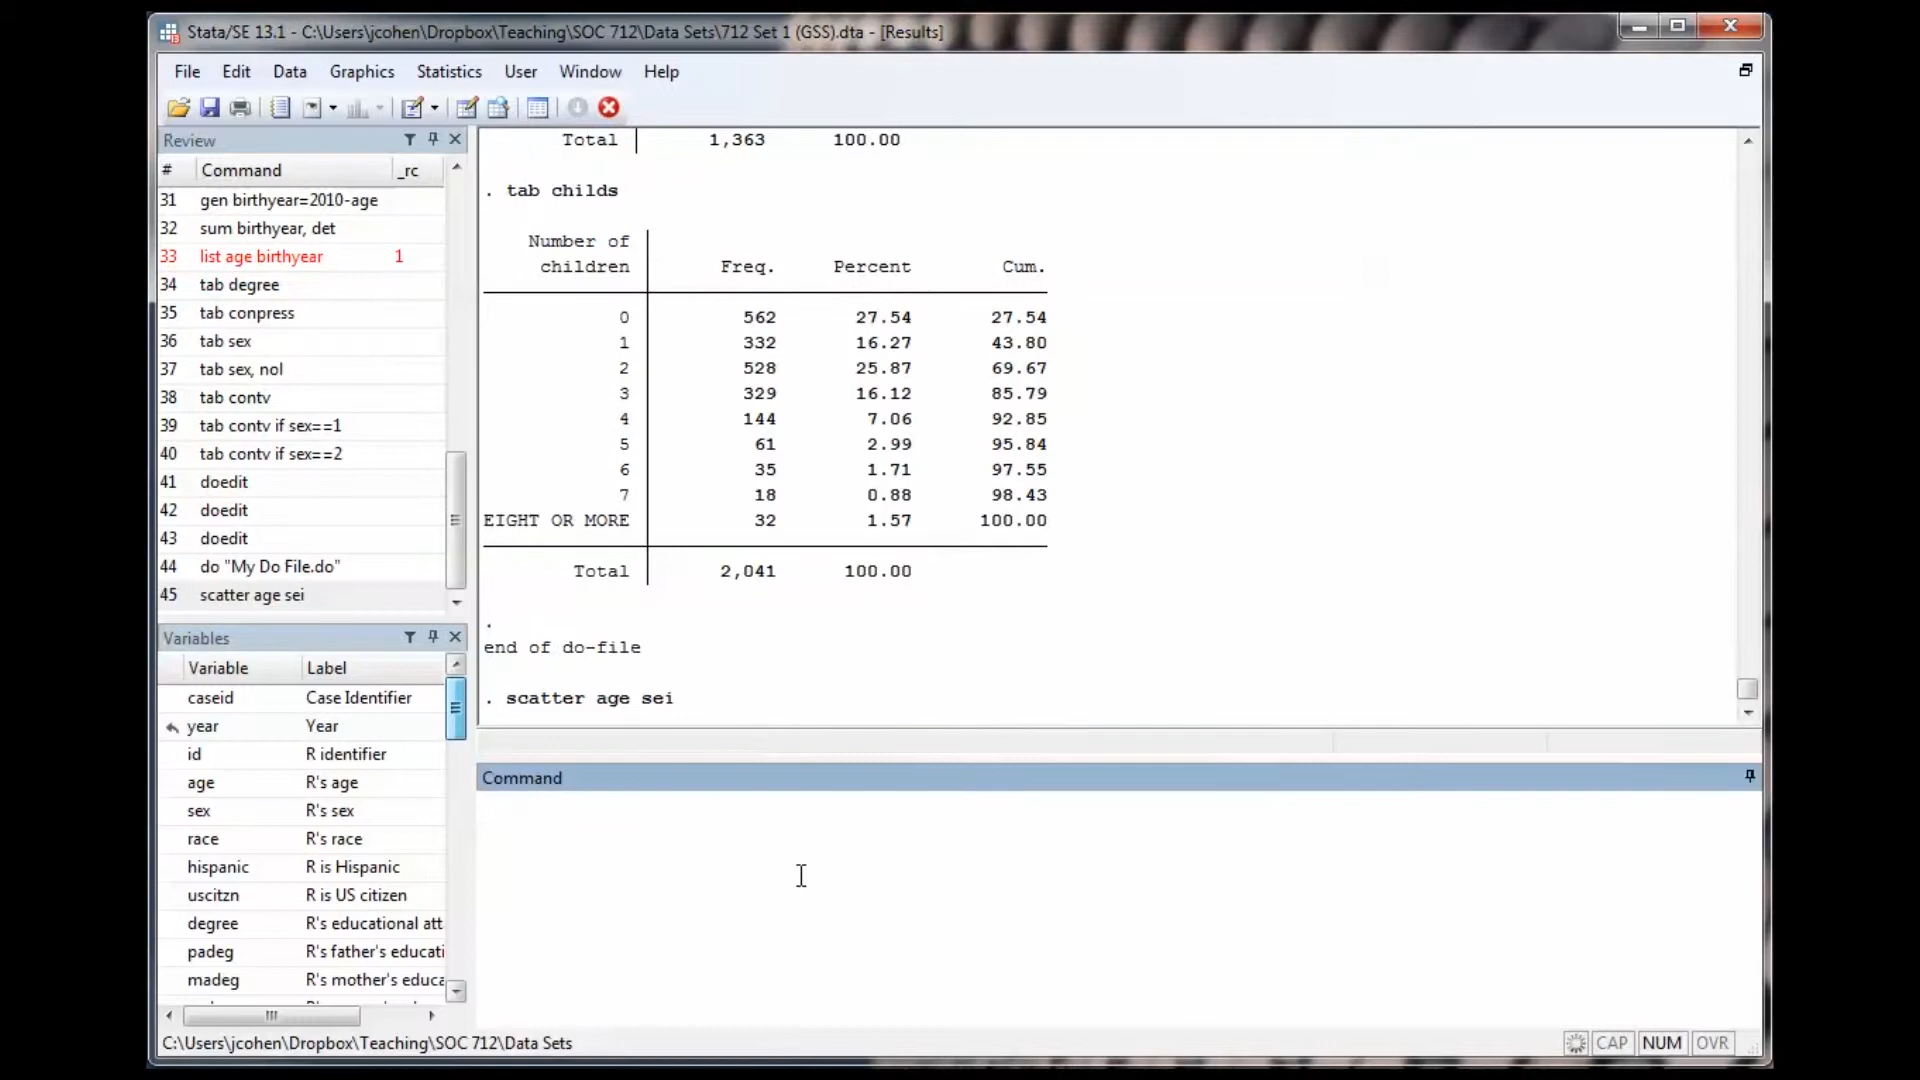 Stata/SE 13.1 - C:\Users\jcohen\Dropbox\Teaching\SOC 712\Data Sets\712 Set 1 (GSS).dta - [Results]
File Edit Data Graphics Statistics User Window Help
Review
# Command _rc
31 gen birthyear=2010-age
32 sum birthyear, det
33 list age birthyear 1
34 tab degree
35 tab conpress
36 tab sex
37 tab sex, nol
38 tab contv
39 tab contv if sex==1
40 tab contv if sex==2
41 doedit
42 doedit
43 doedit
44 do "My Do File.do"
45 scatter age sei
Variables
Variable Label
caseid Case Identifier
year Year
id R identifier
age R's age
sex R's sex
race R's race
hispanic R is Hispanic
uscitzn R is US citizen
degree R's educational att
padeg R's father's educati
madeg R's mother's educa
Total 1,363 100.00
. tab childs
Number of
children Freq. Percent Cum.
0 562 27.54 27.54
1 332 16.27 43.80
2 528 25.87 69.67
3 329 16.12 85.79
4 144 7.06 92.85
5 61 2.99 95.84
6 35 1.71 97.55
7 18 0.88 98.43
EIGHT OR MORE 32 1.57 100.00
Total 2,041 100.00
.
end of do-file
. scatter age sei
Command
C:\Users\jcohen\Dropbox\Teaching\SOC 712\Data Sets
CAP NUM OVR